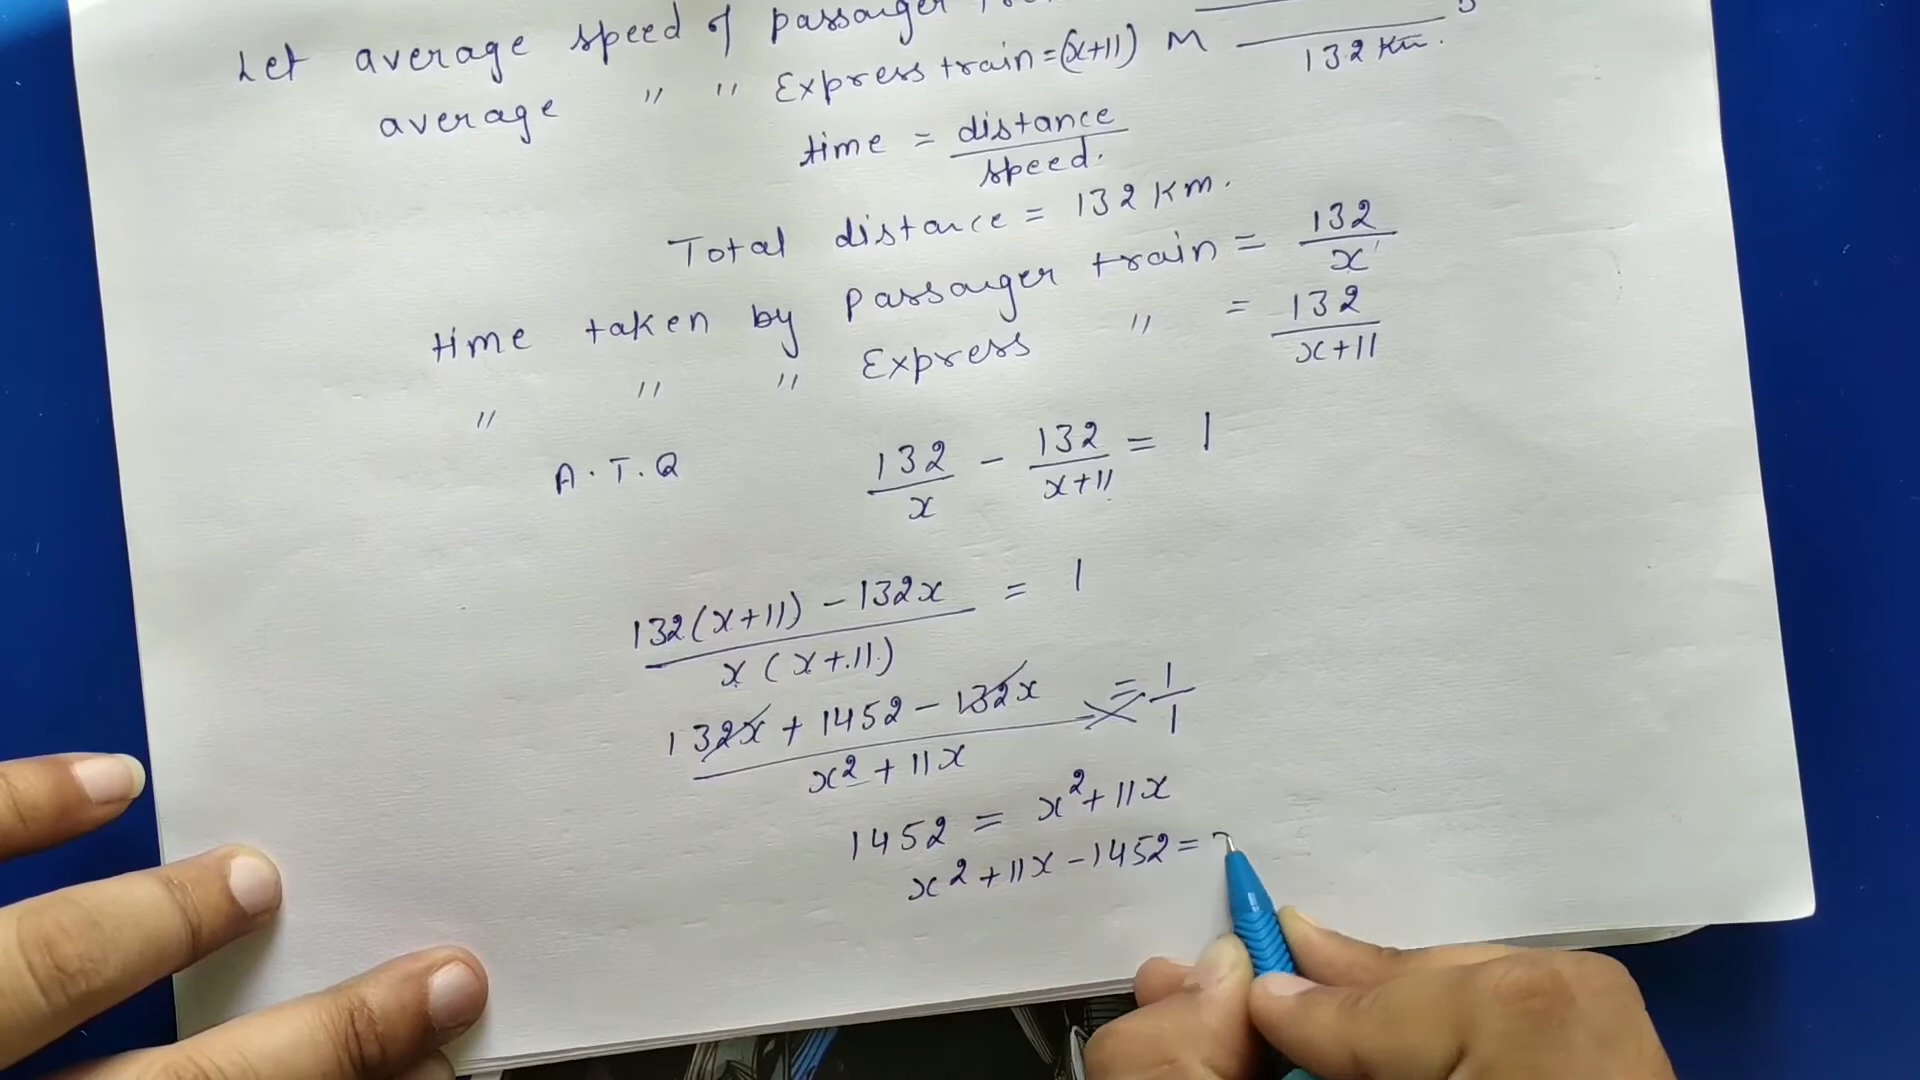 Let average speed of passanger
average " " Express train = (x+11) M
132 Km.
time = distance/speed.
Total distance = 132 Km.
time taken by Passanger train = 132/x
" " " Express " = 132/x+11
A.T.Q 132/x - 132/x+11 = 1
132(x+11) - 132x / x(x+11) = 1
132x + 1452 - 132x / x² + 11x = 1/1
1452 = x² + 11x
x² + 11x - 1452 =